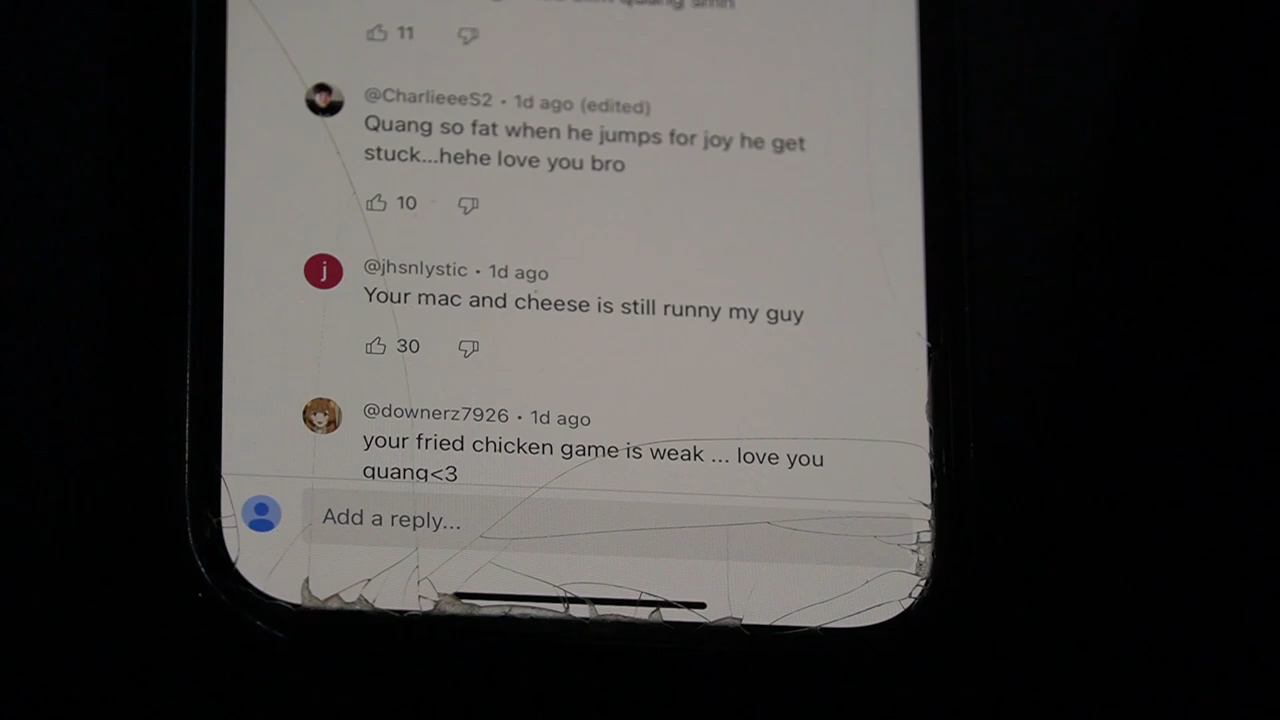 11
@CharlieeeS2 • 1d ago (edited)
Quang so fat when he jumps for joy he get
stuck...hehe love you bro
10
j
@jhsnlystic • 1d ago
Your mac and cheese is still runny my guy
30
@downerz7926 • 1d ago
your fried chicken game is weak ... love you
quang<3
Add a reply...